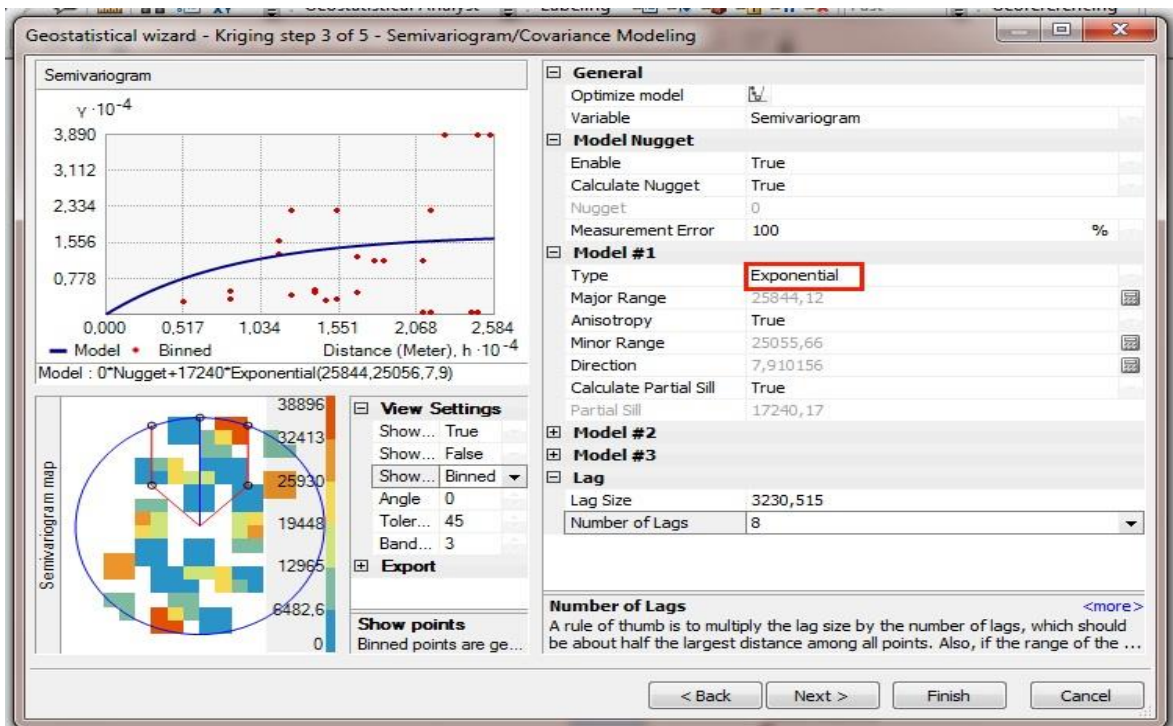 Geostatistical Analyst Labeling Georeferencing
Geostatistical wizard - Kriging step 3 of 5 - Semivariogram/Covariance Modeling
Semivariogram
γ ·10-4
3,890
3,112
2,334
1,556
0,778
0,000 0,517 1,034 1,551 2,068 2,584
Model Binned Distance (Meter), h ·10-4
Model : 0*Nugget+17240*Exponential(25844,25056,7,9)
Semivariogram map
38896
32413
25930
19448
12965
6482,6
0
View Settings
Show... True
Show... False
Show... Binned
Angle 0
Toler... 45
Band... 3
Export
Show points
Binned points are ge...
General
Optimize model
Variable Semivariogram
Model Nugget
Enable True
Calculate Nugget True
Nugget 0
Measurement Error 100 %
Model #1
Type Exponential
Major Range 25844,12
Anisotropy True
Minor Range 25055,66
Direction 7,910156
Calculate Partial Sill True
Partial Sill 17240,17
Model #2
Model #3
Lag
Lag Size 3230,515
Number of Lags 8
Number of Lags <more>
A rule of thumb is to multiply the lag size by the number of lags, which should
be about half the largest distance among all points. Also, if the range of the ...
< Back Next > Finish Cancel